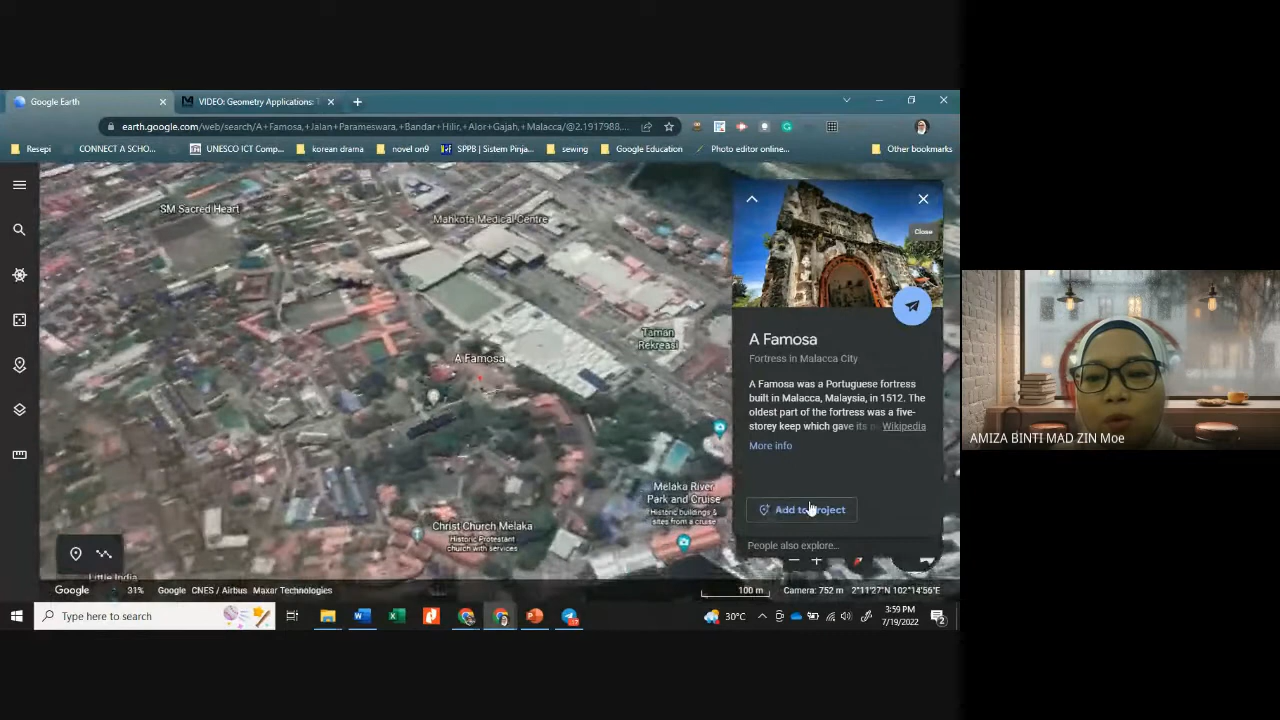 Google Earth
VIDEO: Geometry Applications:
earth.google.com/web/search/A+Famosa,+Jalan+Parameswara,+Bandar+Hilir,+Alor+Gajah,+Malacca/@2.1917988,...
Resepi
CONNECT A SCHO...
UNESCO ICT Comp...
korean drama
novel on9
SPPB | Sistem Pinja...
sewing
Google Education
Photo editor online...
Other bookmarks
SM Sacred Heart
Mahkota Medical Centre
Close
Taman
Rekreasi
A Famosa
A Famosa
Fortress in Malacca City
A Famosa was a Portuguese fortress
built in Malacca, Malaysia, in 1512. The
oldest part of the fortress was a five-
storey keep which gave its Wikipedia
More info
Melaka River
Park and Cruise
Historic buildings &
sites from a cruise
Add to Project
Christ Church Melaka
Historic Protestant
church with services
People also explore...
Little India
Google
31%
Google CNES / Airbus Maxar Technologies
100 m
Camera: 752 m 2°11'27"N 102°14'56"E
Type here to search
30°C
3:59 PM
7/19/2022
2
AMIZA BINTI MAD ZIN Moe